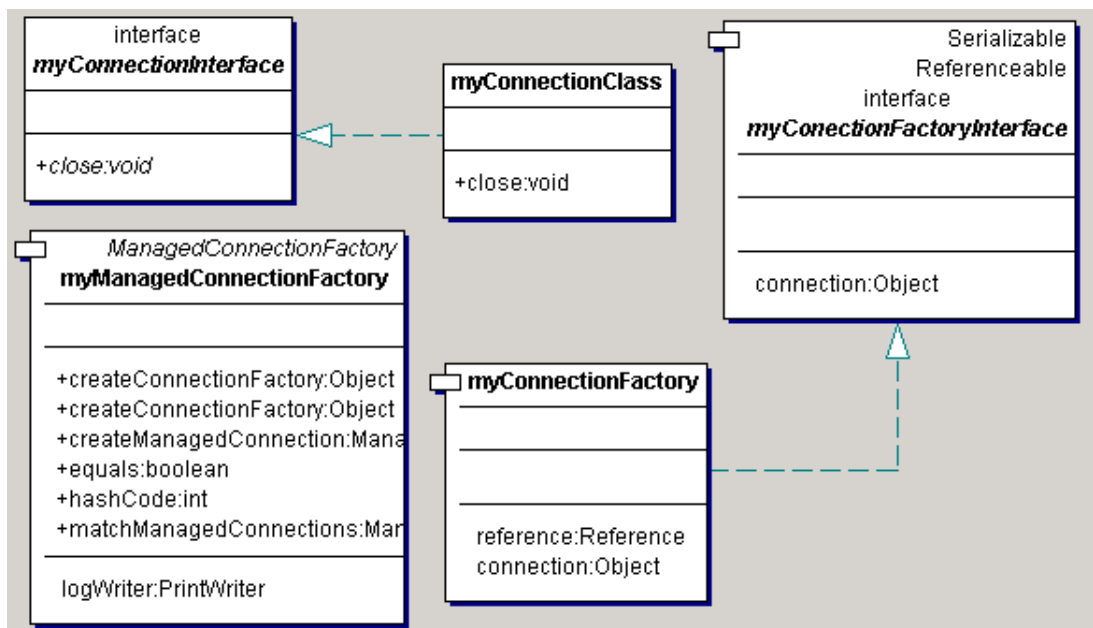 interface
myConnectionInterface
+close:void
myConnectionClass
+close:void
Serializable
Referenceable
interface
myConectionFactoryInterface
connection:Object
ManagedConnectionFactory
myManagedConnectionFactory
+createConnectionFactory:Object
+createConnectionFactory:Object
+createManagedConnection:Mana
+equals:boolean
+hashCode:int
+matchManagedConnections:Man
logWriter:PrintWriter
myConnectionFactory
reference:Reference
connection:Object